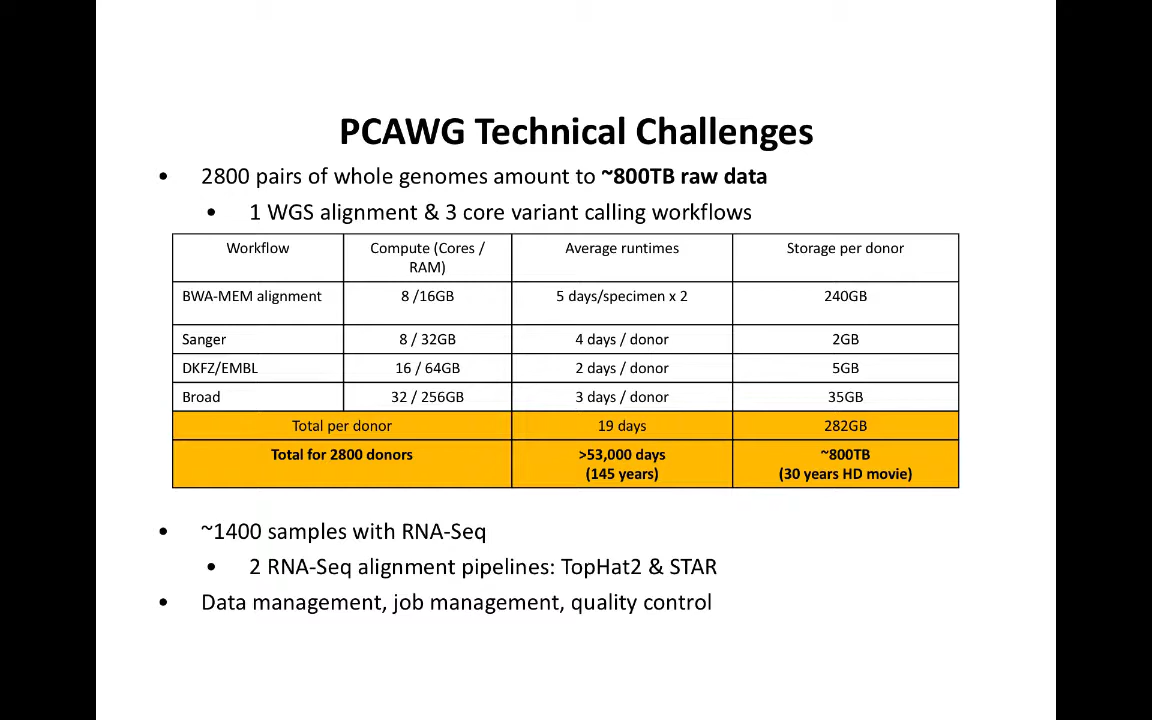 PCAWG Technical Challenges
• 2800 pairs of whole genomes amount to ~800TB raw data
• 1 WGS alignment & 3 core variant calling workflows
Workflow Compute (Cores / RAM) Average runtimes Storage per donor
BWA-MEM alignment 8 /16GB 5 days/specimen x 2 240GB
Sanger 8 / 32GB 4 days / donor 2GB
DKFZ/EMBL 16 / 64GB 2 days / donor 5GB
Broad 32 / 256GB 3 days / donor 35GB
Total per donor 19 days 282GB
Total for 2800 donors >53,000 days ~800TB
(145 years) (30 years HD movie)
• ~1400 samples with RNA-Seq
• 2 RNA-Seq alignment pipelines: TopHat2 & STAR
• Data management, job management, quality control